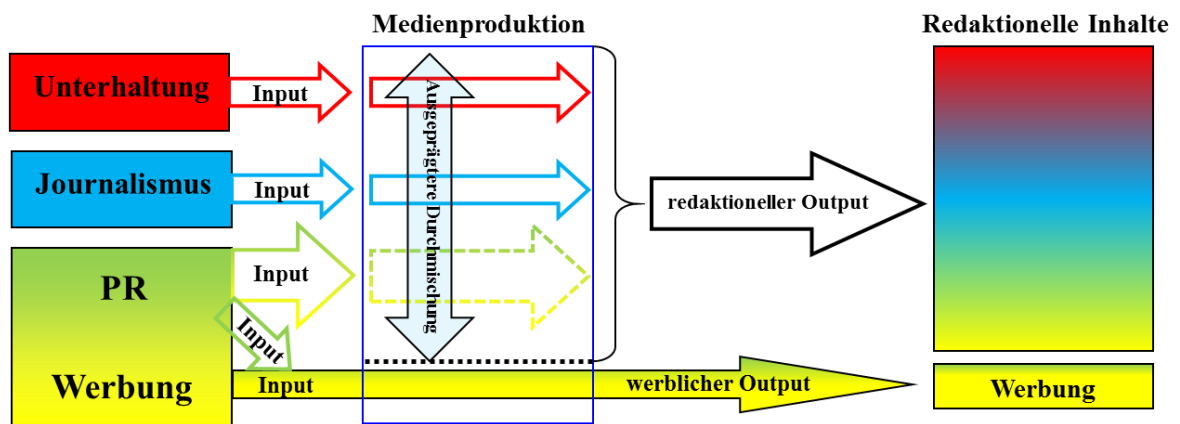 Medienproduktion
Redaktionelle Inhalte
Unterhaltung
Input
Journalismus
Input
Ausgeprägtere Durchmischung
redaktioneller Output
PR
Input
Input
Werbung
Input
werblicher Output
Werbung